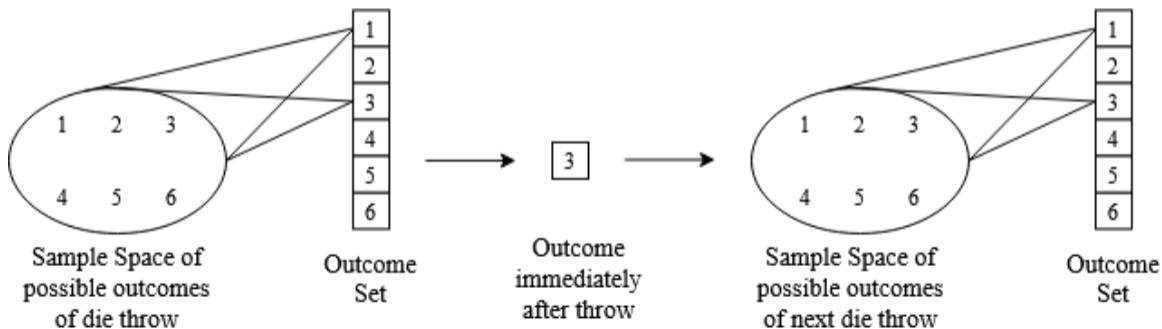 1 2 3
4 5 6
Sample Space of
possible outcomes
of die throw
1
2
3
4
5
6
Outcome
Set
3
Outcome
immediately
after throw
1 2 3
4 5 6
Sample Space of
possible outcomes
of next die throw
1
2
3
4
5
6
Outcome
Set